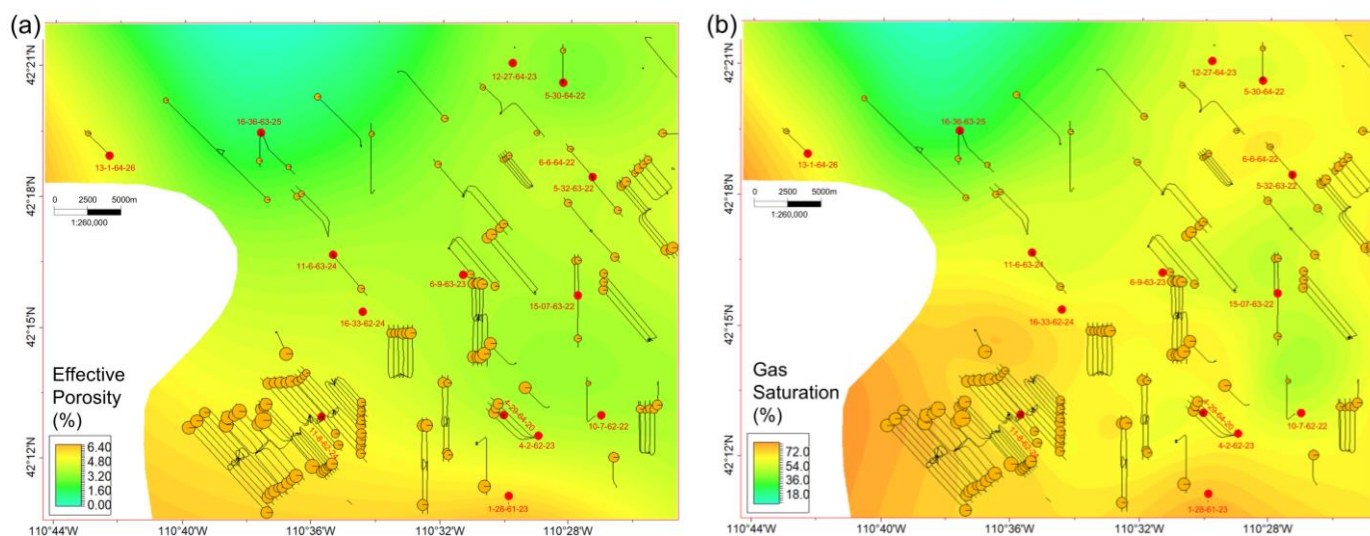 (a)
42°21'N
42°18'N
42°15'N
42°12'N
12-27-64-23
5-30-64-22
16-36-63-25
13-1-64-26
6-6-64-22
5-32-63-22
0 2500 5000m
1:260,000
11-6-63-24
6-9-63-23
15-07-63-22
16-33-62-24
Effective
Porosity
(%)
6.40
4.80
3.20
1.60
0.00
4-29-64-20
10-7-62-22
4-2-62-23
1-28-61-23
110°44'W 110°40'W 110°36'W 110°32'W 110°28'W
(b)
42°21'N
42°18'N
42°15'N
42°12'N
12-27-64-23
5-30-64-22
16-36-63-25
13-1-64-26
6-6-64-22
5-32-63-22
0 2500 5000m
1:260,000
11-6-63-24
6-9-63-23
15-07-63-22
16-33-62-24
Gas
Saturation
(%)
72.0
54.0
36.0
18.0
4-29-64-20
10-7-62-22
4-2-62-23
1-28-61-23
110°44'W 110°40'W 110°36'W 110°32'W 110°28'W